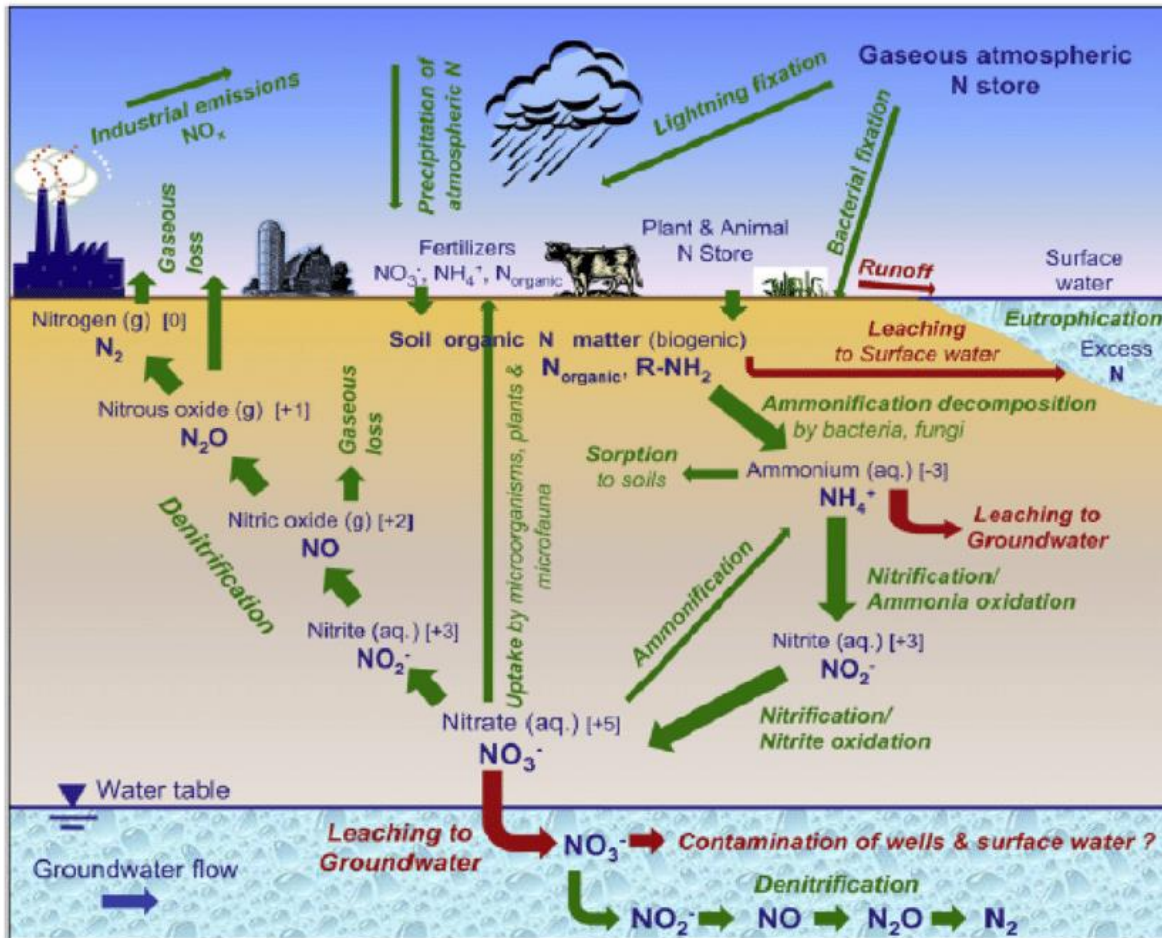 Gaseous atmospheric
N store
Industrial emissions
NOx
Precipitation of
atmospheric N
Lightning fixation
Bacterial fixation
Gaseous
loss
Fertilizers
NO3-, NH4+, Norganic
Plant & Animal
N Store
Runoff
Surface
water
Nitrogen (g) [0]
N2
Soil organic N matter (biogenic)
Norganic, R-NH2
Leaching
to Surface water
Eutrophication
Excess
N
Nitrous oxide (g) [+1]
N2O
Gaseous
loss
Uptake by microorganisms, plants &
microfauna
Ammonification decomposition
by bacteria, fungi
Sorption
to soils
Ammonium (aq.) [-3]
NH4+
Leaching to
Groundwater
Nitric oxide (g) [+2]
NO
Denitrification
Ammonification
Nitrification/
Ammonia oxidation
Nitrite (aq.) [+3]
NO2-
Nitrite (aq.) [+3]
NO2-
Nitrate (aq.) [+5]
NO3-
Nitrification/
Nitrite oxidation
Water table
Leaching to
Groundwater
NO3-
Contamination of wells & surface water ?
Groundwater flow
Denitrification
NO2-
NO
N2O
N2